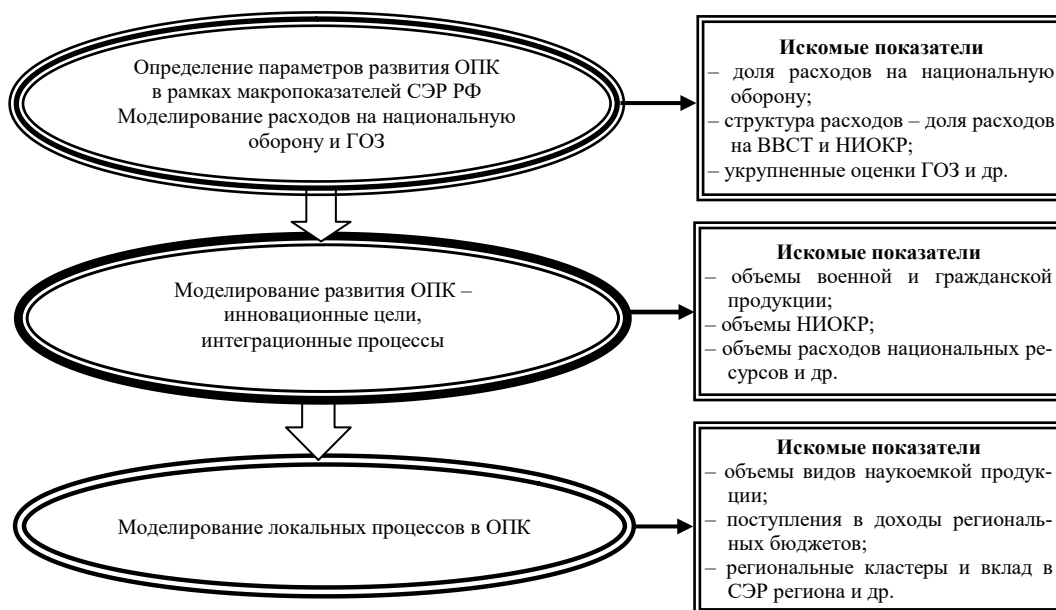 Определение параметров развития ОПК
в рамках макропоказателей СЭР РФ
Моделирование расходов на национальную
оборону и ГОЗ
Искомые показатели
– доля расходов на национальную
оборону;
– структура расходов – доля расходов
на ВВСТ и НИОКР;
– укрупненные оценки ГОЗ и др.
Моделирование развития ОПК –
инновационные цели,
интеграционные процессы
Искомые показатели
– объемы военной и гражданской
продукции;
– объемы НИОКР;
– объемы расходов национальных ре-
сурсов и др.
Моделирование локальных процессов в ОПК
Искомые показатели
– объемы видов наукоемкой продук-
ции;
– поступления в доходы региональ-
ных бюджетов;
– региональные кластеры и вклад в
СЭР региона и др.